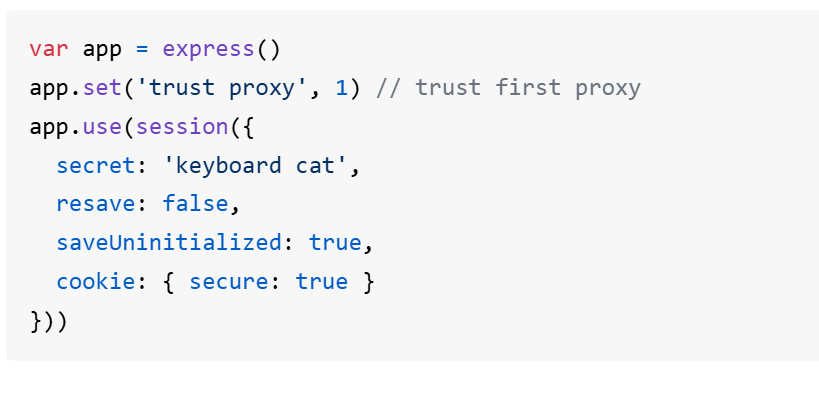 var app = express()
app.set('trust proxy', 1) // trust first proxy
app.use(session({
  secret: 'keyboard cat',
  resave: false,
  saveUninitialized: true,
  cookie: { secure: true }
}))